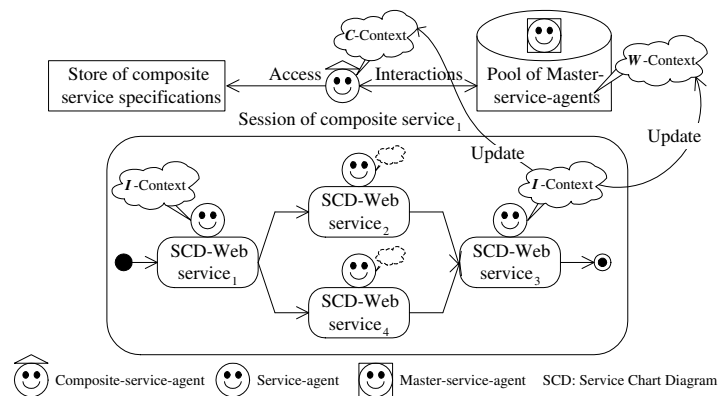 C-Context
Store of composite
service specifications
Access
Interactions
Pool of Master-
service-agents
W-Context
Session of composite service1
Update
Update
I-Context
I-Context
SCD-Web
service1
SCD-Web
service2
SCD-Web
service3
SCD-Web
service4
Composite-service-agent
Service-agent
Master-service-agent
SCD: Service Chart Diagram